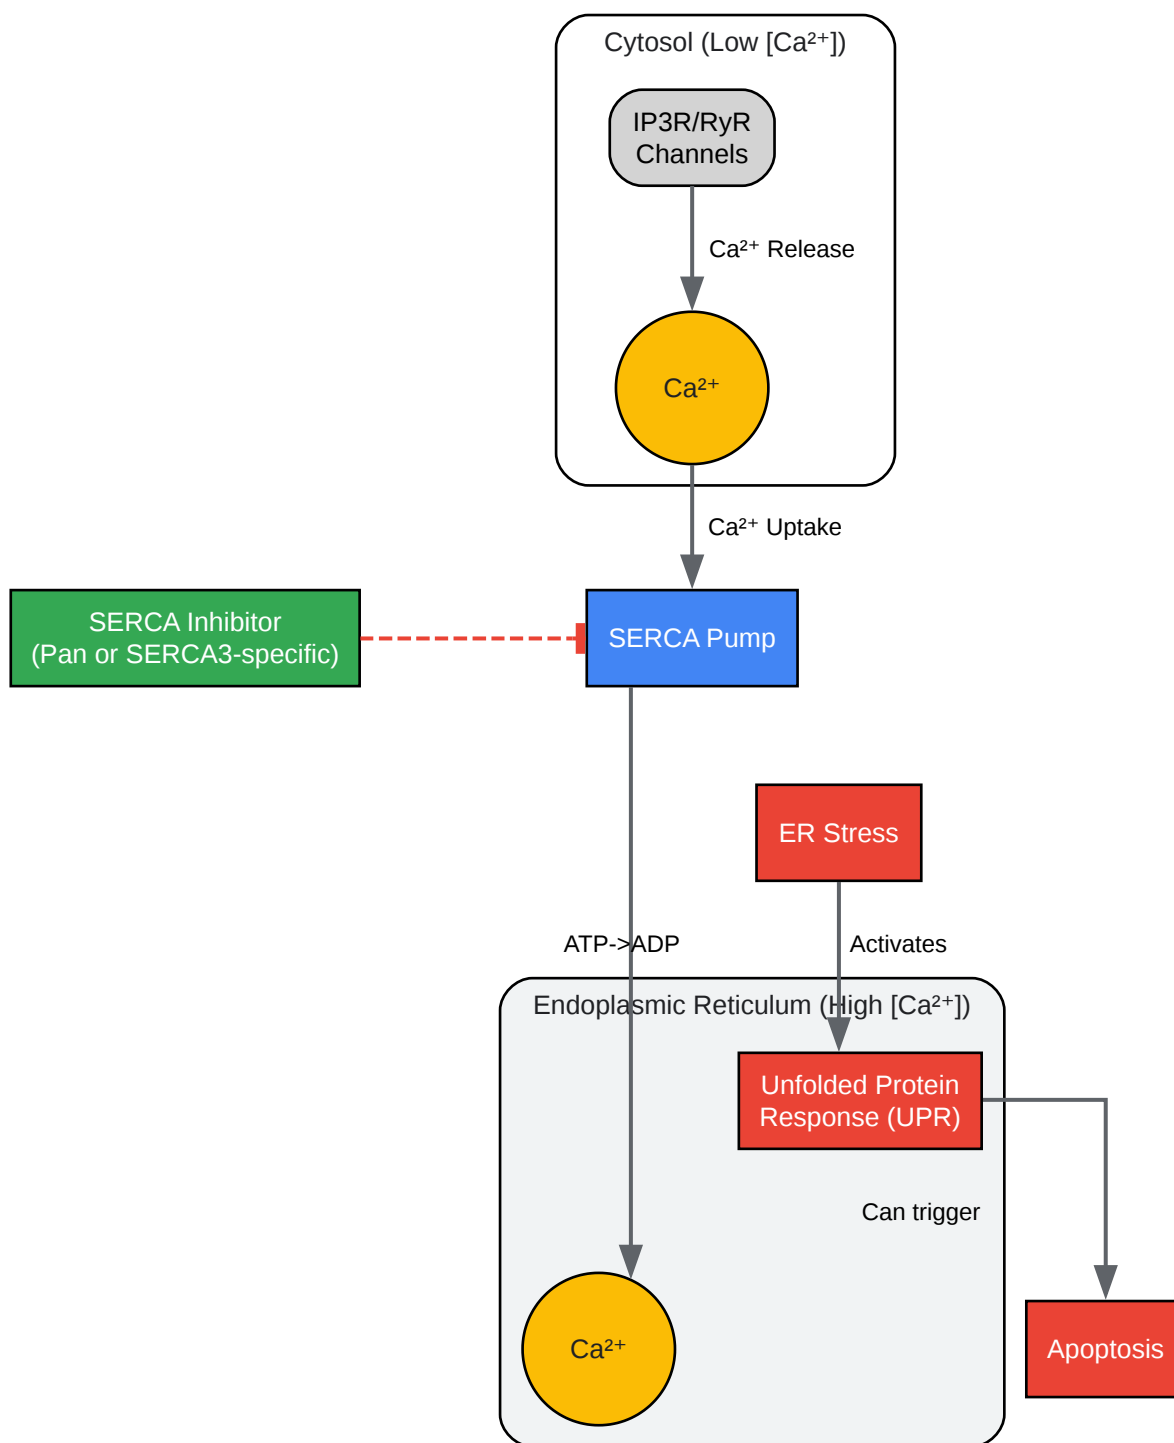 Cytosol (Low [Ca²⁺])
IP3R/RyR
Channels
Ca²⁺ Release
Ca²⁺
Ca²⁺ Uptake
SERCA Inhibitor
(Pan or SERCA3-specific)
SERCA Pump
ER Stress
ATP->ADP
Activates
Endoplasmic Reticulum (High [Ca²⁺])
Unfolded Protein
Response (UPR)
Can trigger
Ca²⁺
Apoptosis